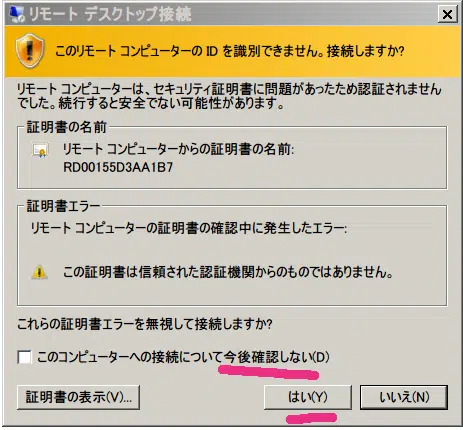 リモート デスクトップ接続
このリモート コンピューターの ID を識別できません。接続しますか?
リモート コンピューターは、セキュリティ証明書に問題があったため認証されません
でした。続行すると安全でない可能性があります。
証明書の名前
リモート コンピューターからの証明書の名前:
RD00155D3AA1B7
証明書エラー
リモート コンピューターの証明書の確認中に発生したエラー:
この証明書は信頼された認証機関からのものではありません。
これらの証明書エラーを無視して接続しますか?
このコンピューターへの接続について今後確認しない(D)
証明書の表示(V)... はい(Y) いいえ(N)